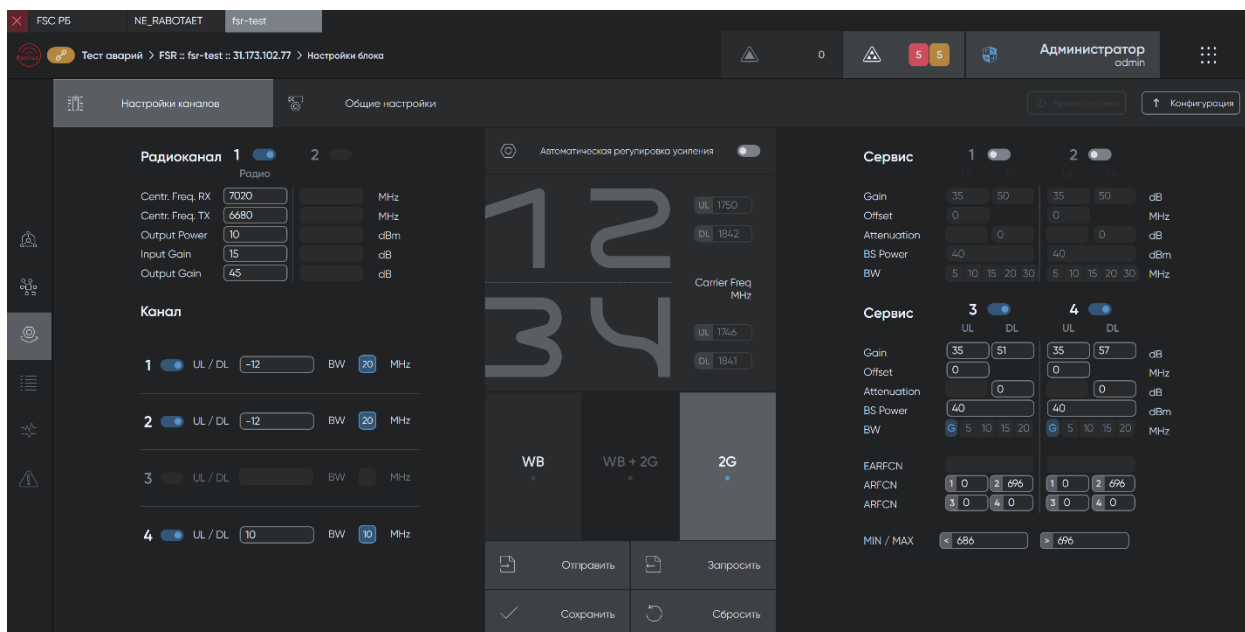 FSC РБ NE_RABOTAET fsr-test
Тест аварий > FSR :: fsr-test :: 31.173.102.77 > Настройки блока 0 5 5 Администратор
admin
Настройки каналов Общие настройки Конфигурация
Радиоканал 1 2
Радио
Centr. Freq. RX 7020 MHz
Centr. Freq. TX 6680 MHz
Output Power 10 dBm
Input Gain 15 dB
Output Gain 45 dB
Канал
1 UL / DL -12 BW 20 MHz
2 UL / DL -12 BW 20 MHz
3 UL / DL BW MHz
4 UL / DL 10 BW 10 MHz
Автоматическая регулировка усиления
1 2
UL 1750
DL 1842
Carrier Freq
MHz
3 4
UL 1746
DL 1841
WB WB + 2G 2G
Отправить Запросить
Сохранить Сбросить
Сервис 1 2
UL DL UL DL
Gain 35 50 35 50 dB
Offset 0 0 MHz
Attenuation 0 0 dB
BS Power 40 40 dBm
BW 5 10 15 20 30 5 10 15 20 30 MHz
Сервис 3 4
UL DL UL DL
Gain 35 51 35 57 dB
Offset 0 0 MHz
Attenuation 0 0 dB
BS Power 40 40 dBm
BW G 5 10 15 20 G 5 10 15 20 MHz
EARFCN
ARFCN 1 0 2 696 1 0 2 696
ARFCN 3 0 4 0 3 0 4 0
MIN / MAX < 686 > 696